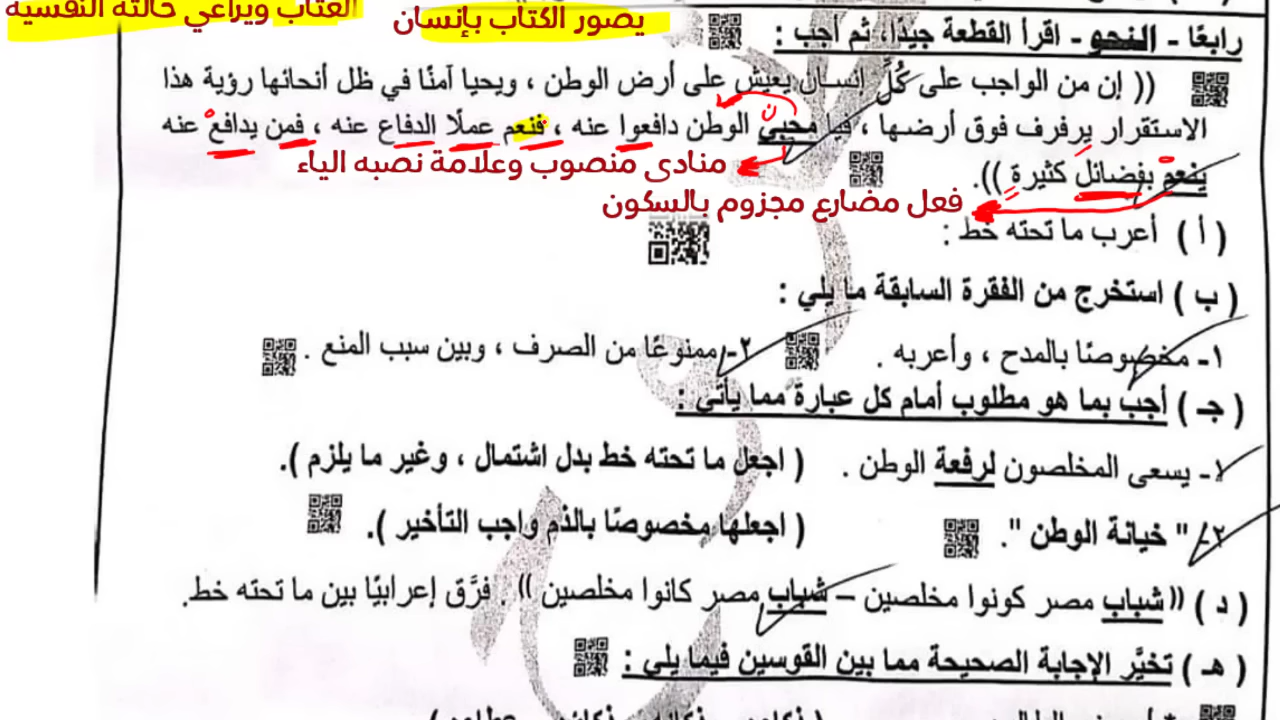 العتاب ويراعي حالته النفسية
يصور الكتاب بإنسان
رابعًا - النحو - اقرأ القطعة جيدًا، ثم أجب :
(( إن من الواجب على كُلِّ إنسان يعيش على أرض الوطن ، ويحيا آمنًا في ظل أنحائها رؤية هذا
الاستقرار يرفرف فوق أرضها ، فيا محبي الوطن دافعوا عنه ، فنعم عملًا الدفاع عنه ، فمن يدافع عنه
ن
ينعم بفضائل كثيرة )).
منادى منصوب وعلامة نصبه الياء
فعل مضارع مجزوم بالسكون
( أ ) أعرب ما تحته خط :
( ب ) استخرج من الفقرة السابقة ما يلي :
١- مخصوصًا بالمدح ، وأعربه . ٢- ممنوعًا من الصرف ، وبين سبب المنع .
( جـ ) أجب بما هو مطلوب أمام كل عبارة مما يأتي :
١- يسعى المخلصون لرفعة الوطن . ( اجعل ما تحته خط بدل اشتمال ، وغير ما يلزم ).
٢- " خيانة الوطن ". ( اجعلها مخصوصًا بالذم واجب التأخير ).
( د ) (( شباب مصر كونوا مخلصين – شباب مصر كانوا مخلصين )) . فرَّق إعرابيًا بين ما تحته خط.
( هـ ) تخيَّر الإجابة الصحيحة مما بين القوسين فيما يلي :